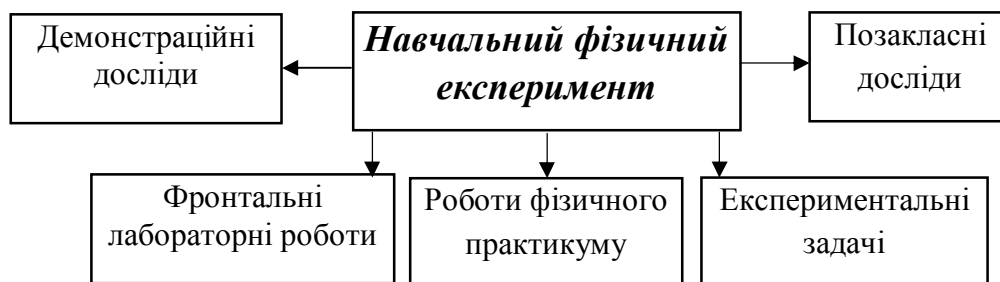 Демонстраційні
досліди
Навчальний фізичний
експеримент
Позакласні
досліди
Фронтальні
лабораторні роботи
Роботи фізичного
практикуму
Експериментальні
задачі